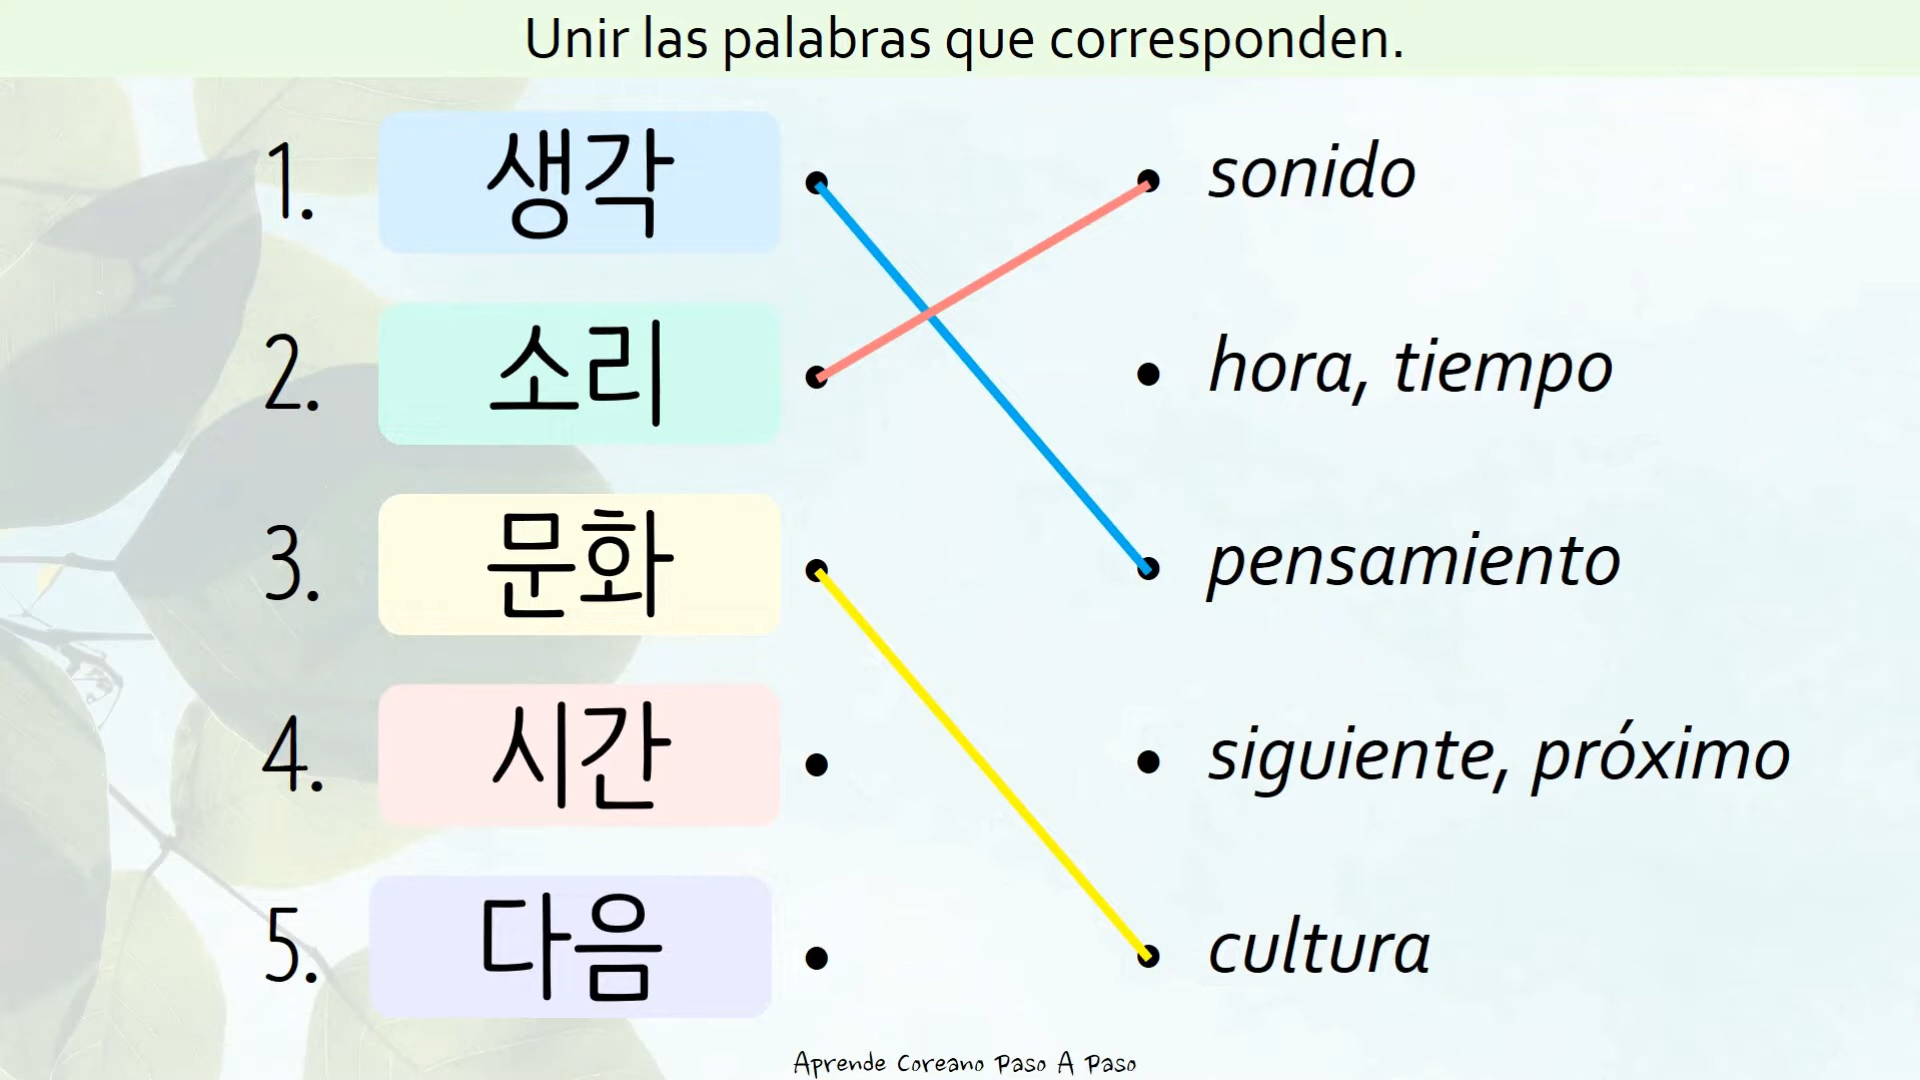 Unir las palabras que corresponden.
1. 생각 • • sonido
2. 소리 • • hora, tiempo
3. 문화 • • pensamiento
4. 시간 • • siguiente, próximo
5. 다음 • • cultura
Aprende Coreano Paso A Paso